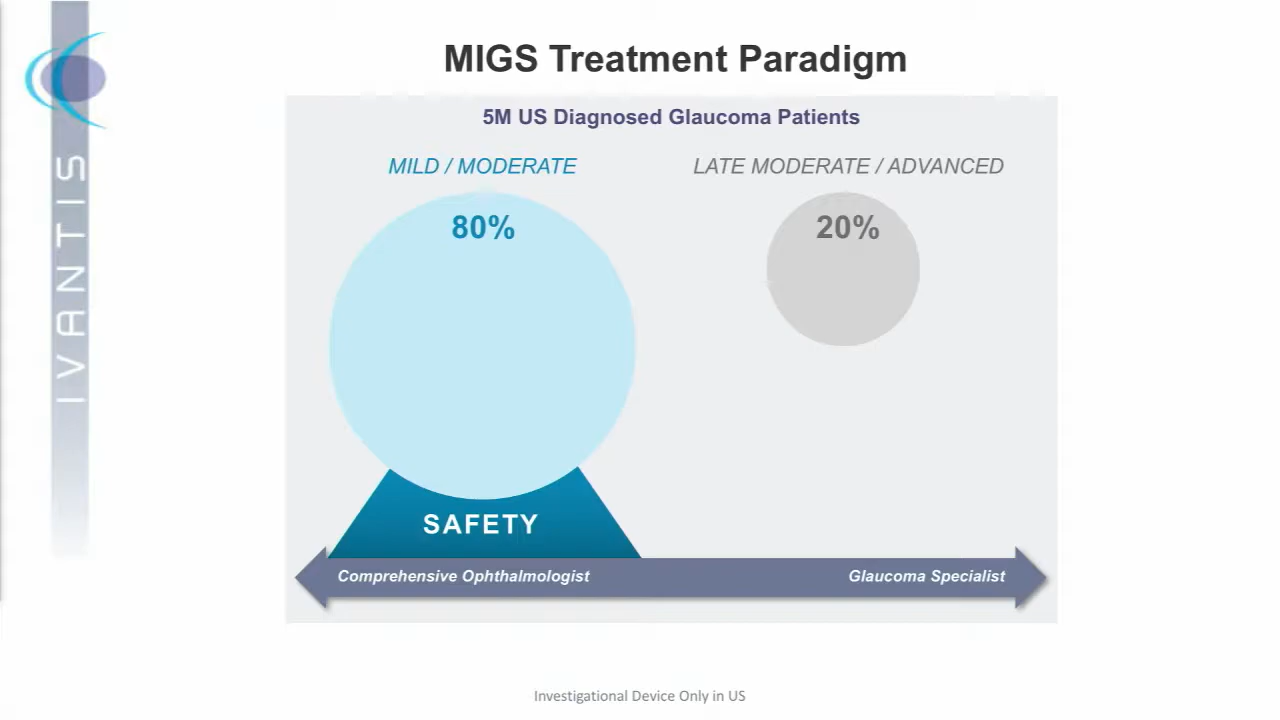 IVANTIS
MIGS Treatment Paradigm
5M US Diagnosed Glaucoma Patients
MILD / MODERATE
LATE MODERATE / ADVANCED
80%
20%
SAFETY
Comprehensive Ophthalmologist
Glaucoma Specialist
Investigational Device Only in US